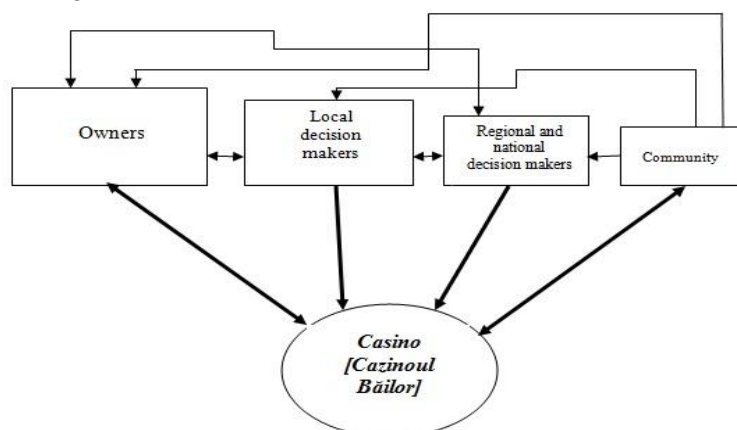 Owners
Local
decision
makers
Regional and
national
decision makers
Community
Casino
[Cazinoul
Băilor]